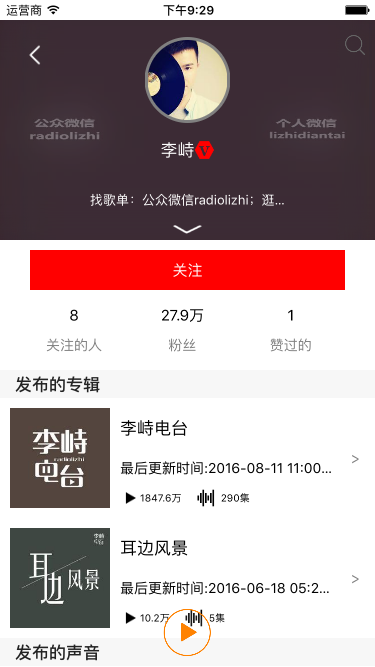 运营商 下午9:29
公众微信 个人微信
radiolizhi lizhidiantai
李峙 V
找歌单：公众微信radiolizhi；逛...
关注
8 27.9万 1
关注的人 粉丝 赞过的
发布的专辑
李峙
radiolizhi
电台
李峙电台
最后更新时间:2016-08-11 11:00...
1847.6万 290集
李峙
电台
耳边风景
耳边风景
最后更新时间:2016-06-18 05:2...
10.2万 5集
发布的声音